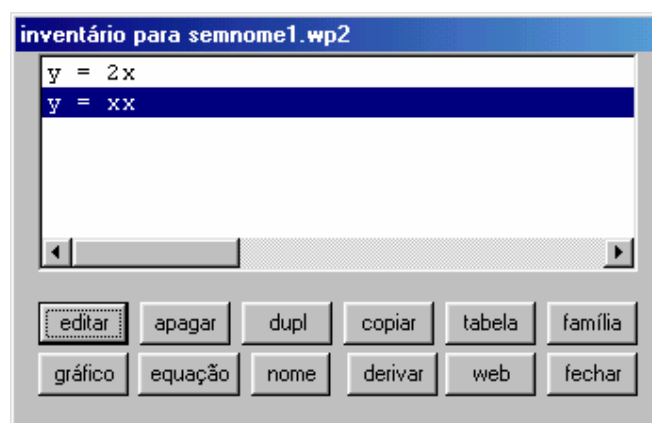 inventário para semnome1.wp2
y = 2x
y = xx
editar apagar dupl copiar tabela família
gráfico equação nome derivar web fechar